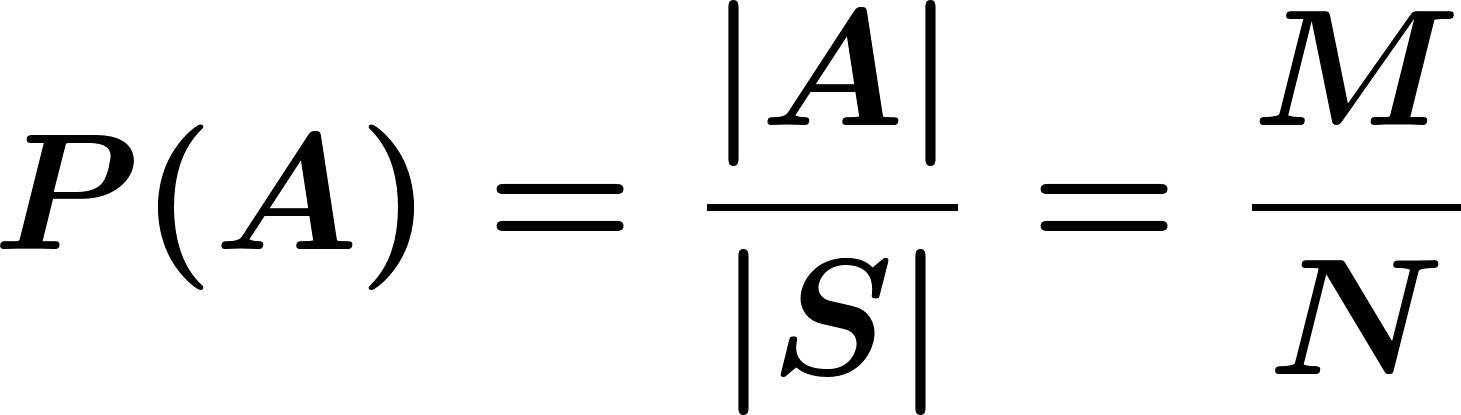 P(A) = |A| / |S| = M / N